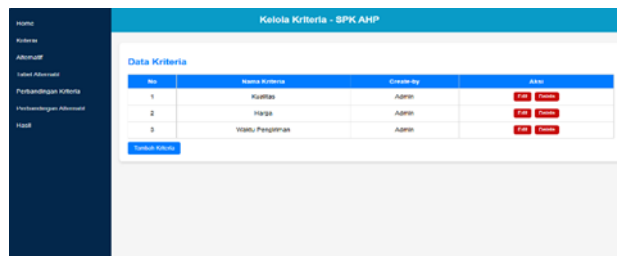 Home
Kriteria
Alternatif
Tabel Alternatif
Perbandingan Kriteria
Perbandingan Alternatif
Hasil
Kelola Kriteria - SPK AHP
Data Kriteria
No Nama Kriteria Create-by Aksi
1 Kualitas Admin Edit Delete
2 Harga Admin Edit Delete
3 Waktu Pengiriman Admin Edit Delete
Tambah Kriteria